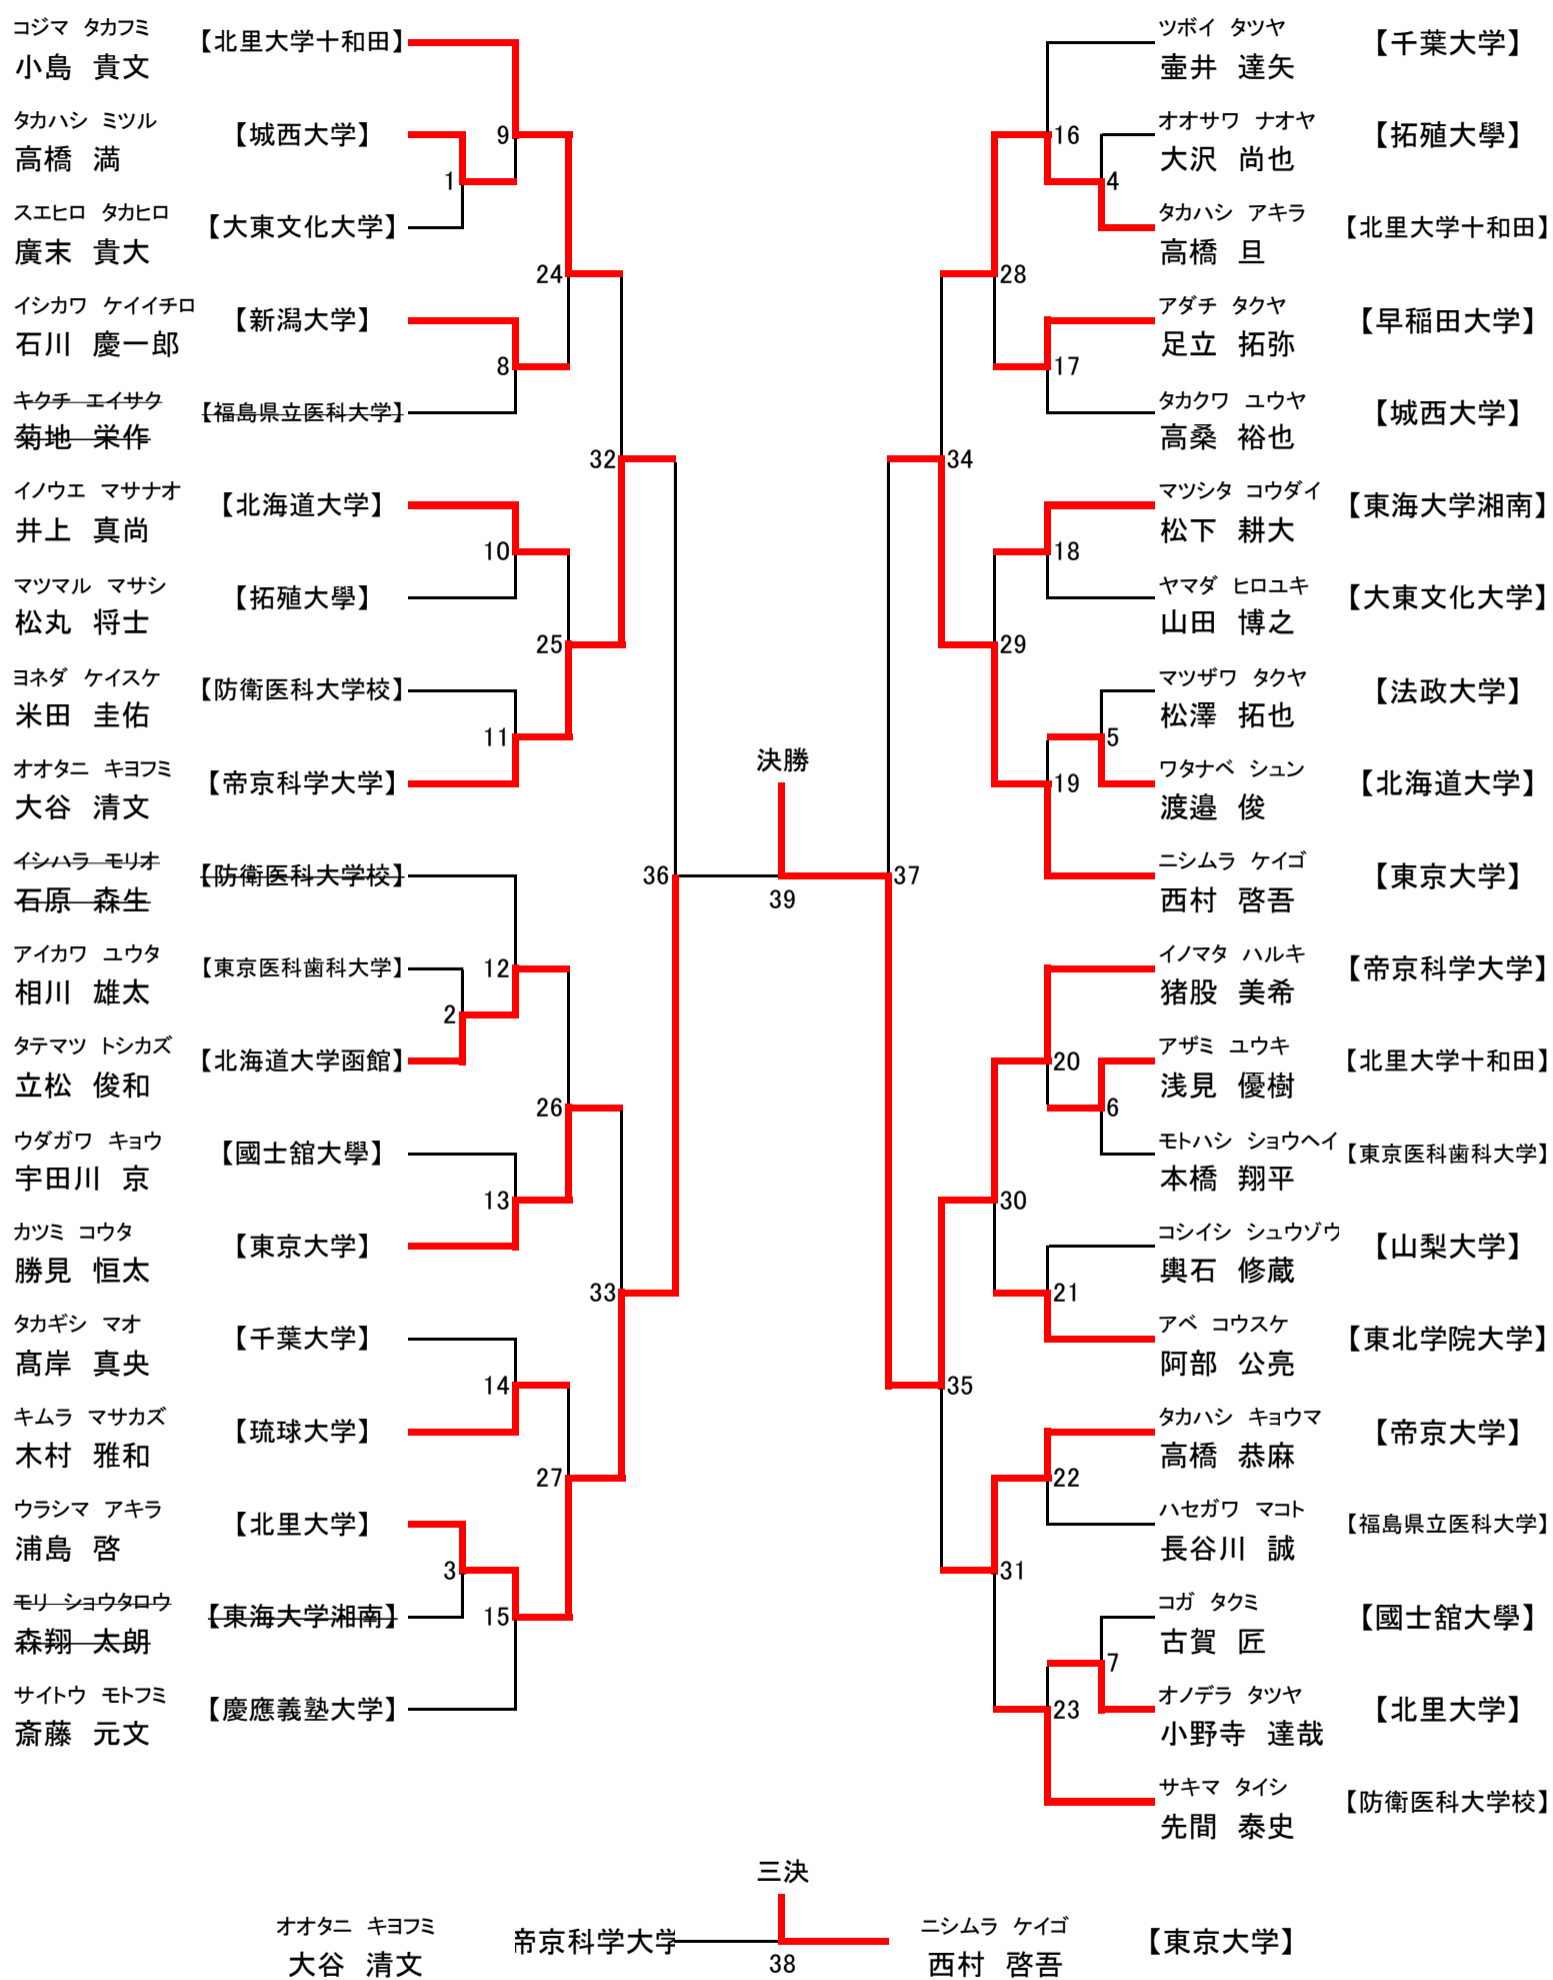 コジマ タカフミ
小島 貴文
【北里大学十和田】
タカハシ ミツル
高橋 満
【城西大学】
スエヒロ タカヒロ
廣末 貴大
【大東文化大学】
イシカワ ケイイチロ
石川 慶一郎
【新潟大学】
キクチ エイサク
菊地 栄作
【福島県立医科大学】
イノウエ マサナオ
井上 真尚
【北海道大学】
マツマル マサシ
松丸 将士
【拓殖大學】
ヨネダ ケイスケ
米田 圭佑
【防衛医科大学校】
オオタニ キヨフミ
大谷 清文
【帝京科学大学】
イシハラ モリオ
石原 森生
【防衛医科大学校】
アイカワ ユウタ
相川 雄太
【東京医科歯科大学】
タテマツ トシカズ
立松 俊和
【北海道大学函館】
ウダガワ キョウ
宇田川 京
【國士舘大學】
カツミ コウタ
勝見 恒太
【東京大学】
タカギシ マオ
髙岸 真央
【千葉大学】
キムラ マサカズ
木村 雅和
【琉球大学】
ウラシマ アキラ
浦島 啓
【北里大学】
モリ ショウタロウ
森翔 太朗
【東海大学湘南】
サイトウ モトフミ
斎藤 元文
【慶應義塾大学】
1
2
3
9
8
10
11
12
13
14
15
24
25
26
27
32
33
36
決勝
39
37
34
35
28
29
30
31
16
17
18
19
20
21
22
23
4
5
6
7
ツボイ タツヤ
壷井 達矢
【千葉大学】
オオサワ ナオヤ
大沢 尚也
【拓殖大學】
タカハシ アキラ
高橋 旦
【北里大学十和田】
アダチ タクヤ
足立 拓弥
【早稲田大学】
タカクワ ユウヤ
高桑 裕也
【城西大学】
マツシタ コウダイ
松下 耕大
【東海大学湘南】
ヤマダ ヒロユキ
山田 博之
【大東文化大学】
マツザワ タクヤ
松澤 拓也
【法政大学】
ワタナベ シュン
渡邉 俊
【北海道大学】
ニシムラ ケイゴ
西村 啓吾
【東京大学】
イノマタ ハルキ
猪股 美希
【帝京科学大学】
アザミ ユウキ
浅見 優樹
【北里大学十和田】
モトハシ ショウヘイ
本橋 翔平
【東京医科歯科大学】
コシイシ シュウゾウ
輿石 修蔵
【山梨大学】
アベ コウスケ
阿部 公亮
【東北学院大学】
タカハシ キョウマ
高橋 恭麻
【帝京大学】
ハセガワ マコト
長谷川 誠
【福島県立医科大学】
コガ タクミ
古賀 匠
【國士舘大學】
オノデラ タツヤ
小野寺 達哉
【北里大学】
サキマ タイシ
先間 泰史
【防衛医科大学校】
三決
オオタニ キヨフミ
大谷 清文
帝京科学大学
38
ニシムラ ケイゴ
西村 啓吾
【東京大学】